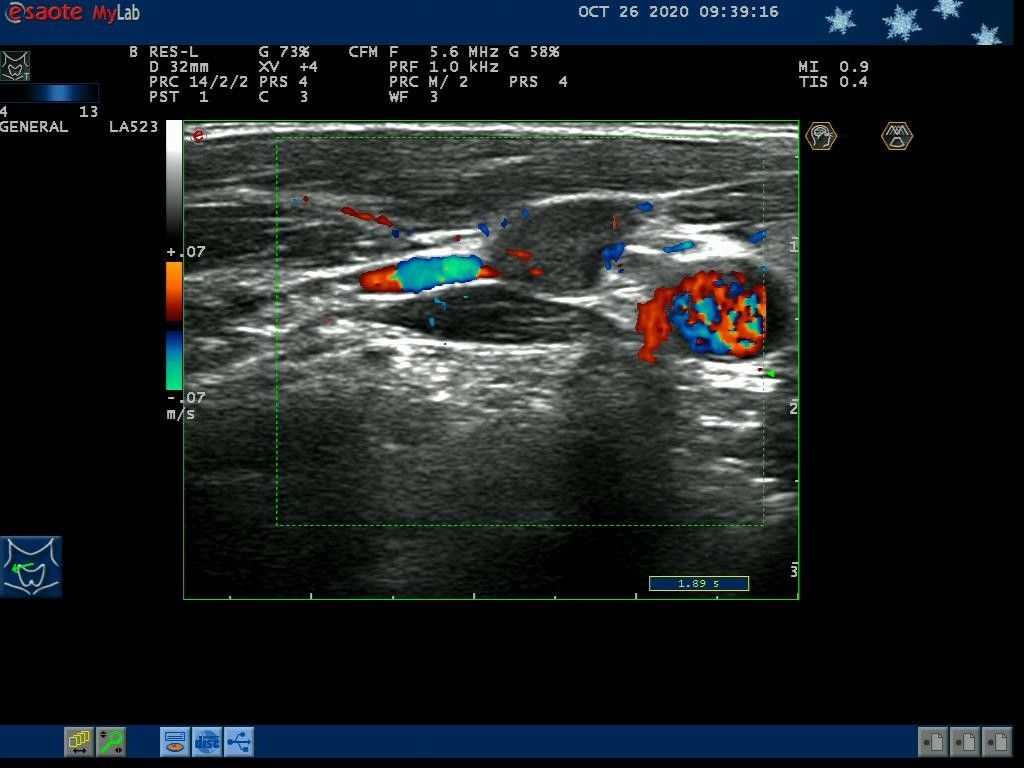 esaote MyLab
OCT 26 2020 09:39:16
B RES-L G 73% CFM F 5.6 MHz G 58%
D 32mm XV +4 PRF 1.0 kHz MI 0.9
PRC 14/2/2 PRS 4 PRC M/ 2 PRS 4 TIS 0.4
PST 1 C 3 WF 3
4 13
GENERAL LA523
e
+.07
-.07
m/s
1
2
3
1.89 s
disc